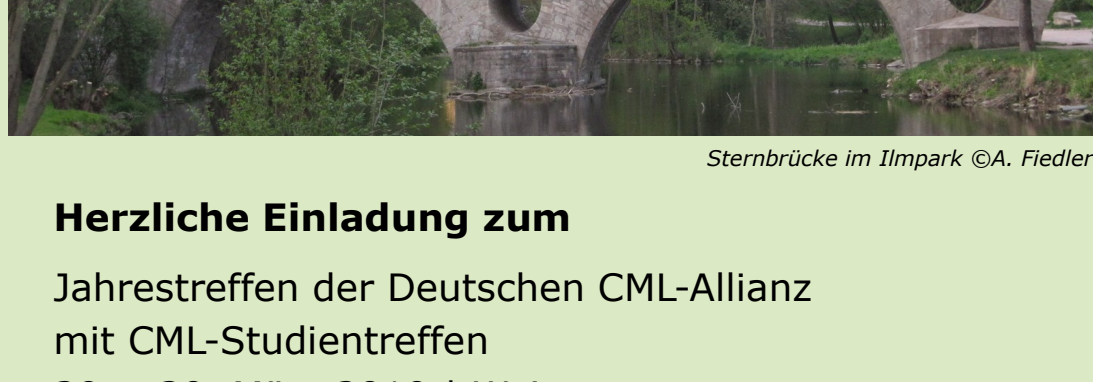 Sternbrücke im Ilmpark ©A. Fiedler
Herzliche Einladung zum
Jahrestreffen der Deutschen CML-Allianz
mit CML-Studientreffen